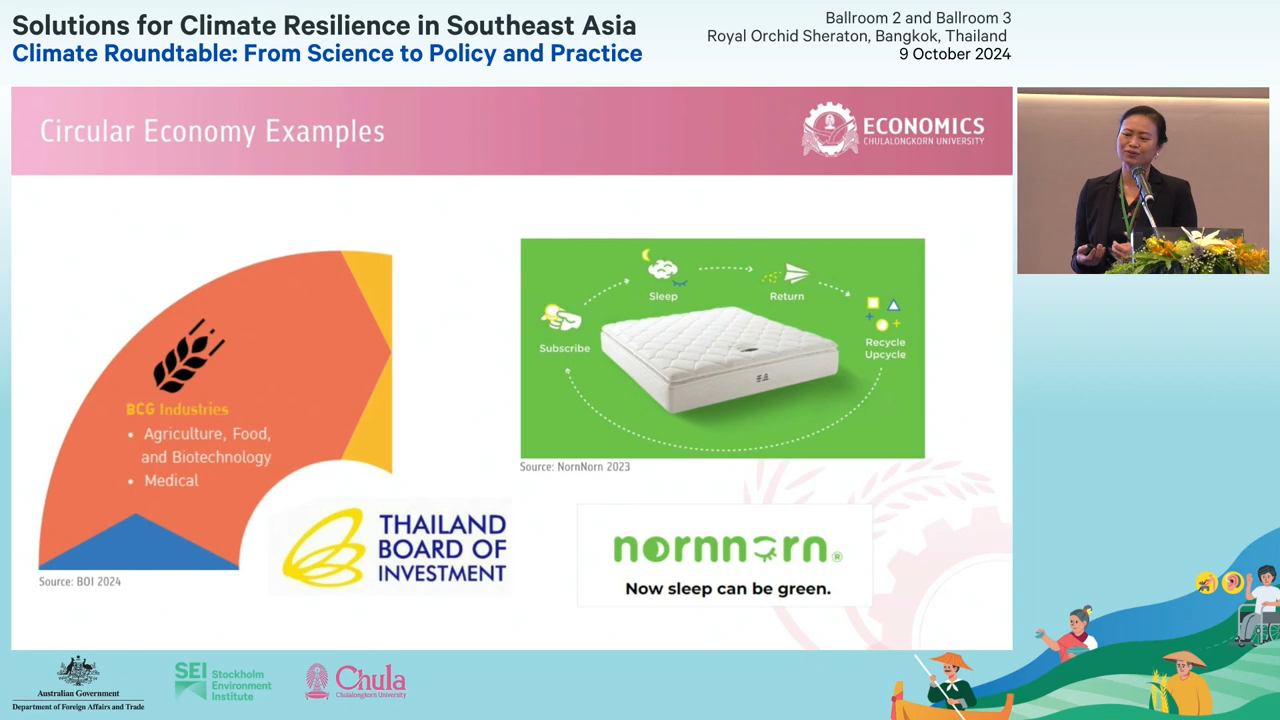 Solutions for Climate Resilience in Southeast Asia
Climate Roundtable: From Science to Policy and Practice
Ballroom 2 and Ballroom 3
Royal Orchid Sheraton, Bangkok, Thailand
9 October 2024
Circular Economy Examples
ECONOMICS
CHULALONGKORN UNIVERSITY
BCG Industries
• Agriculture, Food,
and Biotechnology
• Medical
Source: BOI 2024
THAILAND
BOARD OF
INVESTMENT
Subscribe
Sleep
Return
Recycle
Upcycle
Source: NornNorn 2023
nornnorn®
Now sleep can be green.
Australian Government
Department of Foreign Affairs and Trade
SEI Stockholm
Environment
Institute
Chula
Chulalongkorn University